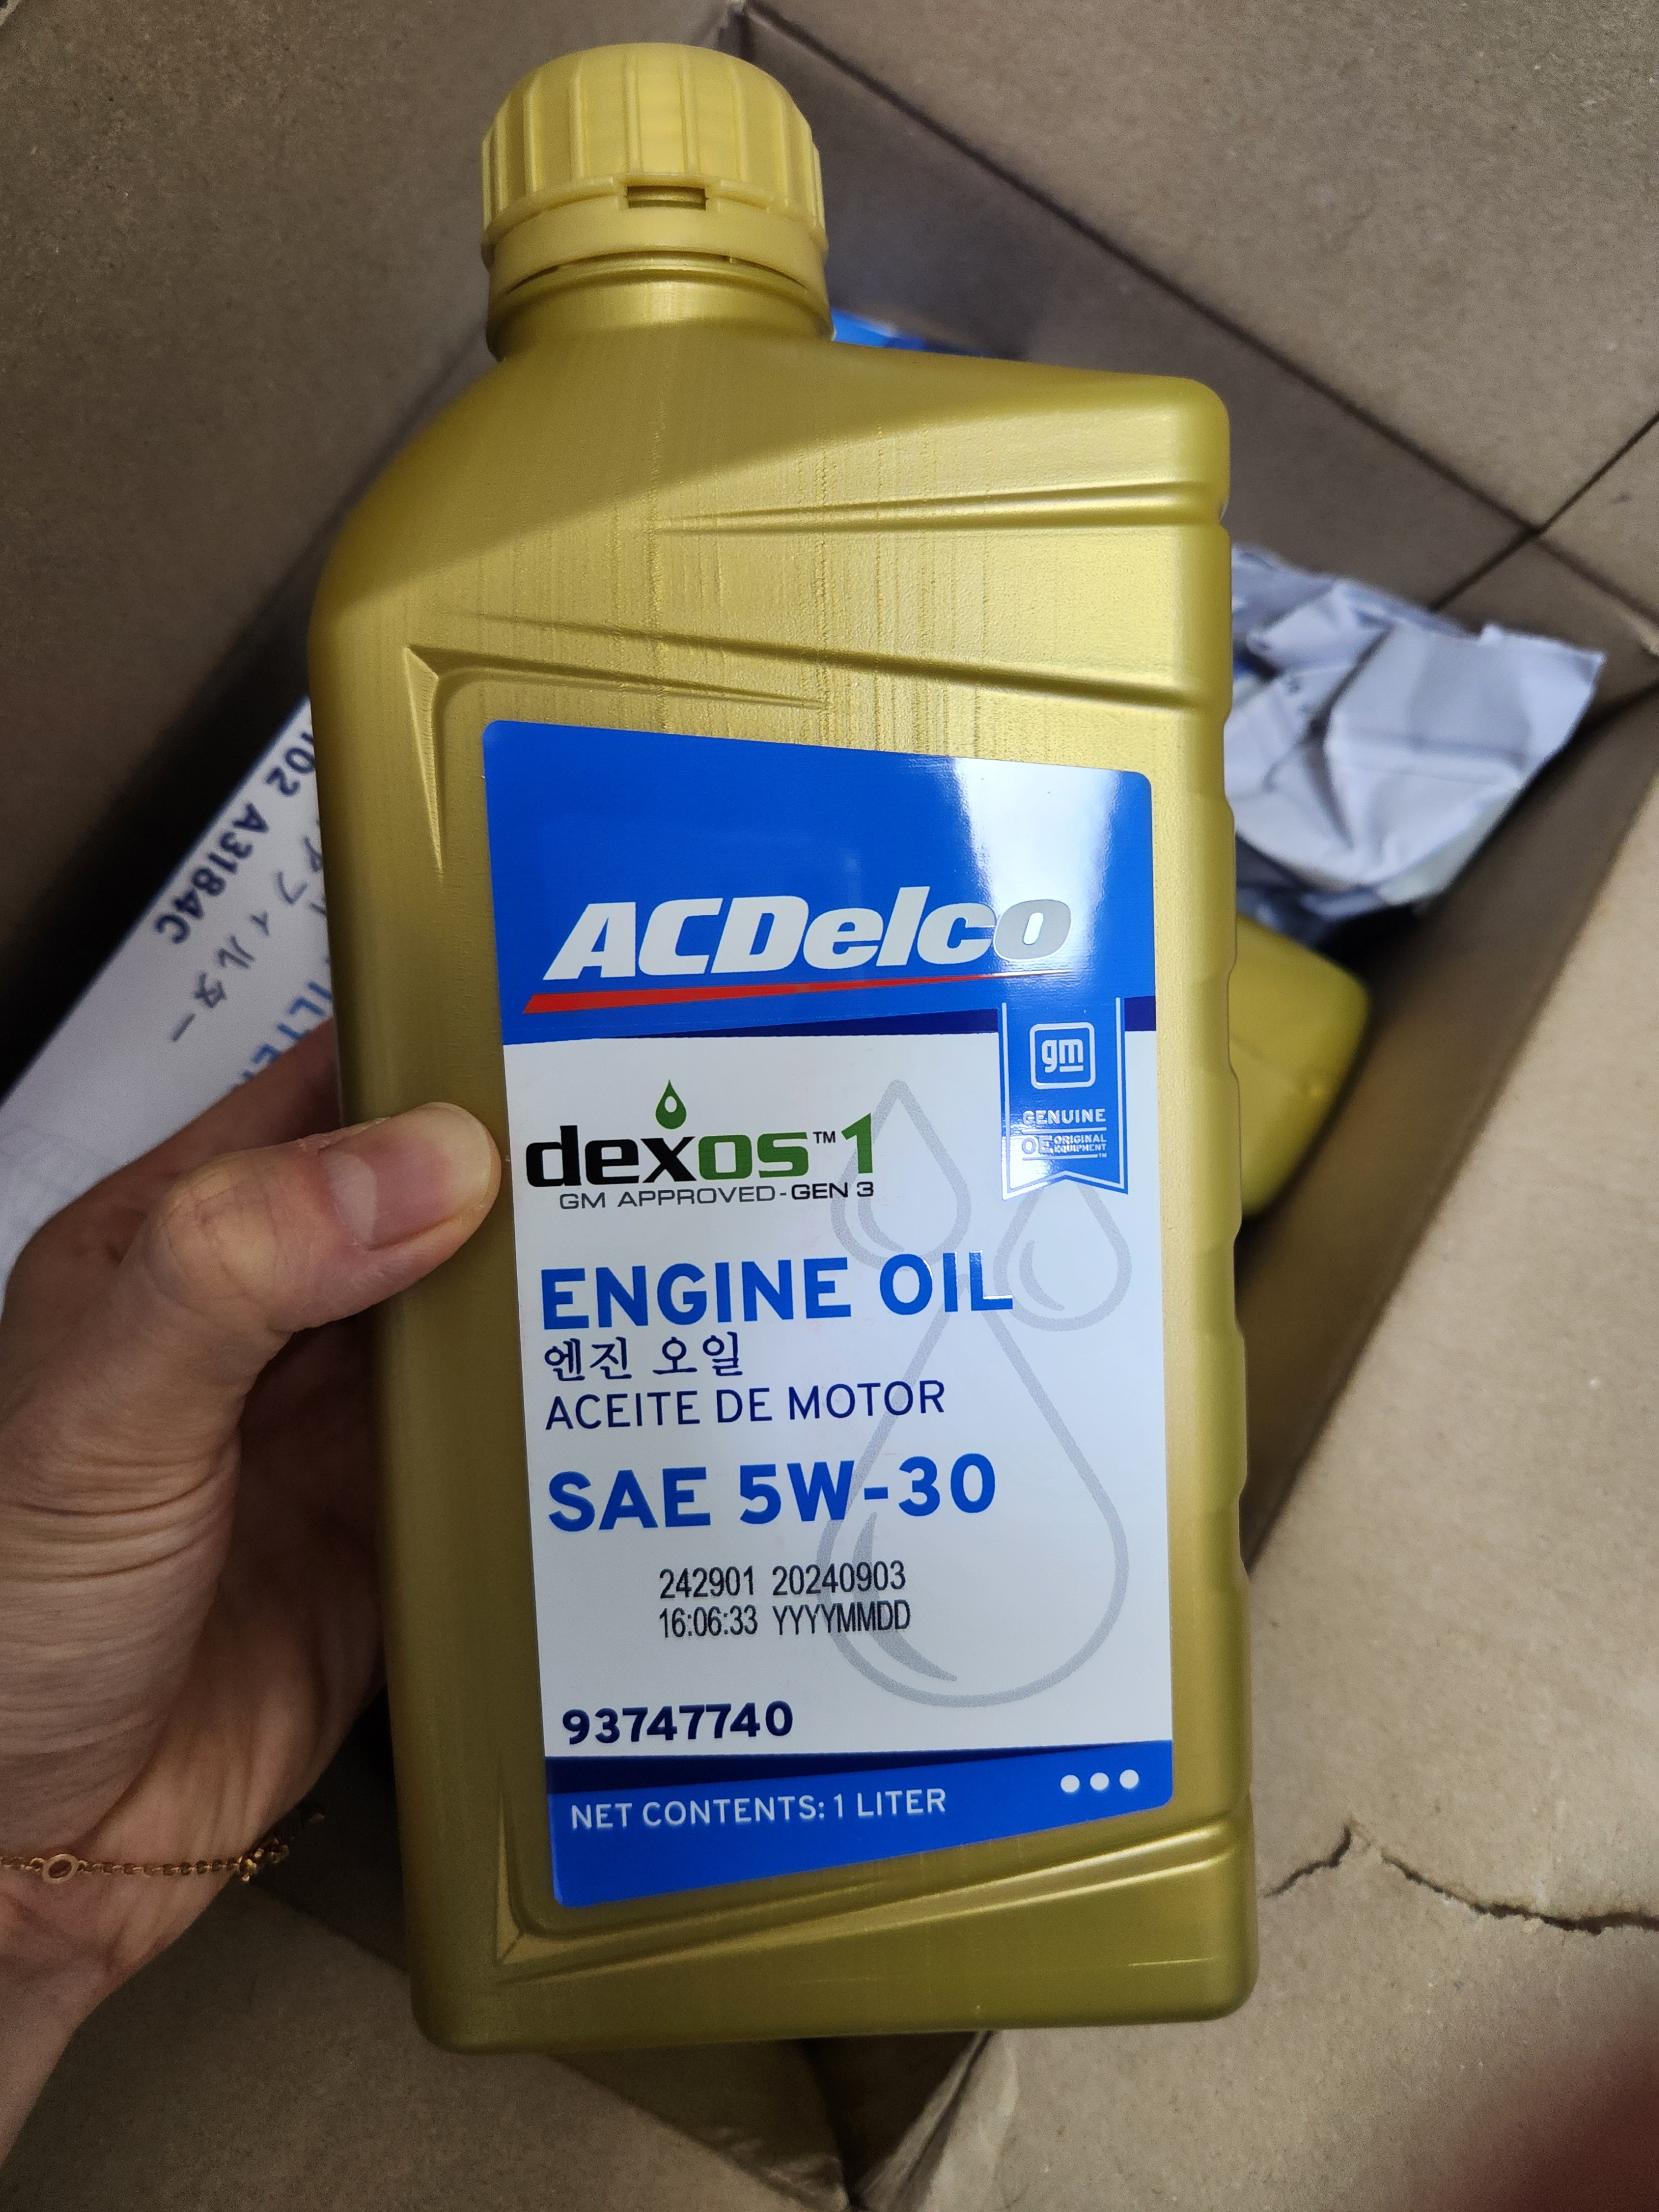 ACDelco
gm
GENUINE
OE ORIGINAL EQUIPMENT™
dexos™1
GM APPROVED-GEN 3
ENGINE OIL
엔진 오일
ACEITE DE MOTOR
SAE 5W-30
242901 20240903
16:06:33 YYYYMMDD
93747740
NET CONTENTS: 1 LITER
A3184C
フィルター